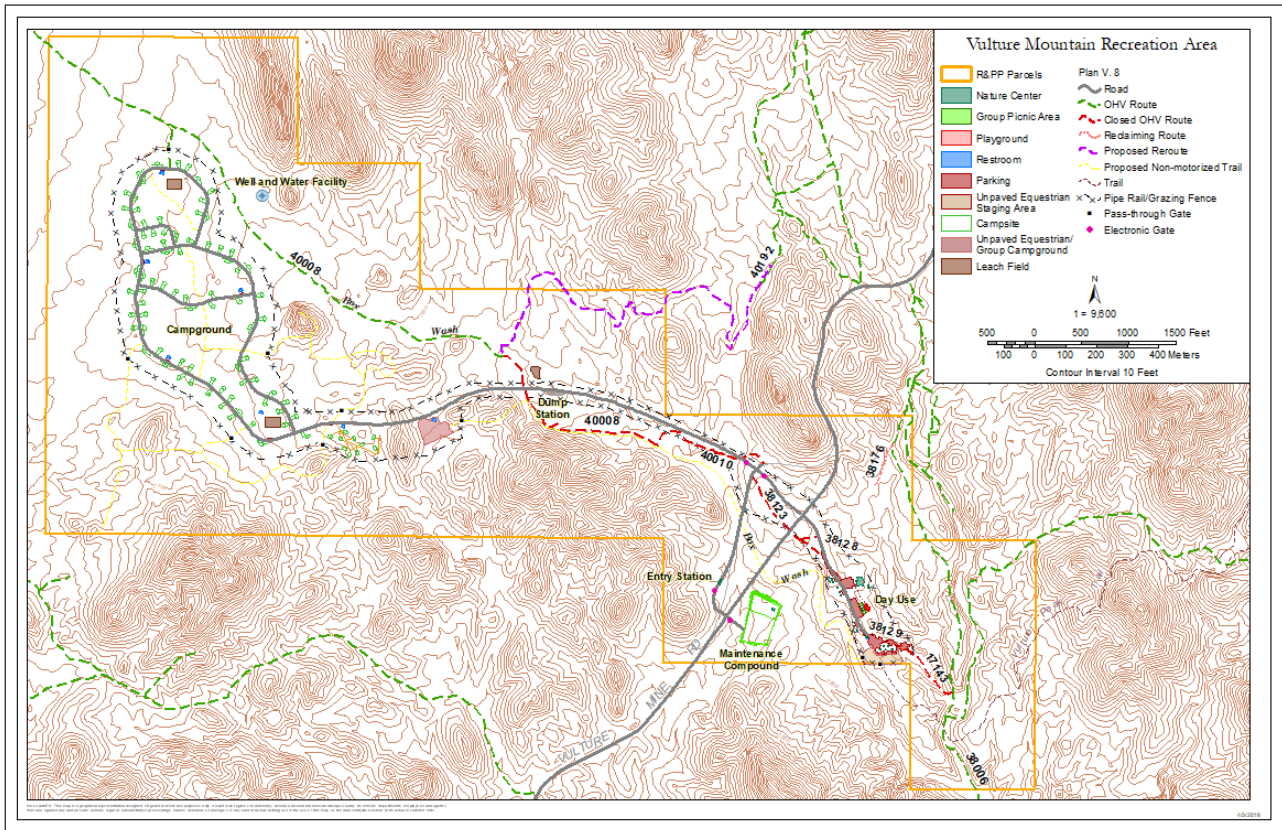 Vulture Mountain Recreation Area
R&PP Parcels
Nature Center
Group Picnic Area
Playground
Restroom
Parking
Unpaved Equestrian
Staging Area
Campsite
Unpaved Equestrian/
Group Campground
Leach Field
Plan V. 8
Road
OHV Route
Closed OHV Route
Reclaiming Route
Proposed Reroute
Proposed Non-motorized Trail
Trail
Pipe Rail/Grazing Fence
Pass-through Gate
Electronic Gate
N
1 = 9,600
500 0 500 1000 1500 Feet
100 0 100 200 300 400 Meters
Contour Interval 10 Feet
Well and Water Facility
40008
Box
Wash
40192
Campground
Dump
Station
40008
40010
38176
38123
38128
Box
Wash
Entry Station
Day Use
38129
17143
Maintenance
Compound
VULTURE MINE RD
38006
4/3/2018